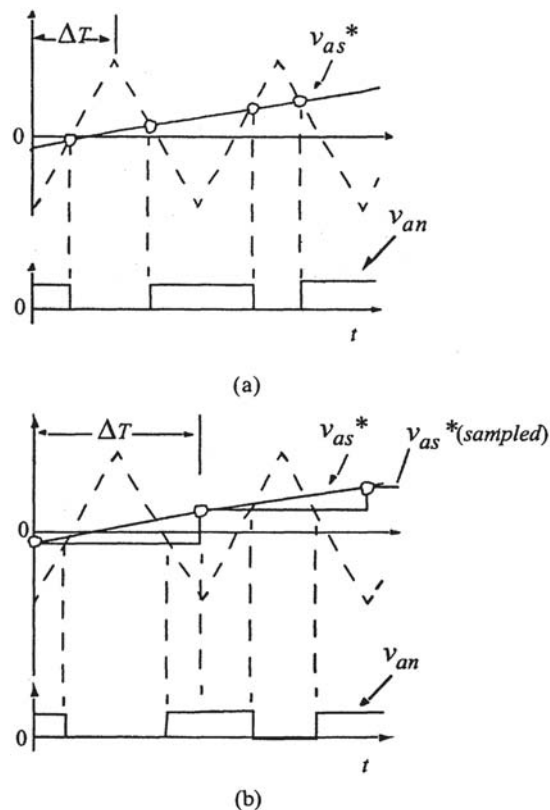 ΔT
v_as*
0
v_an
0
t
(a)
ΔT
v_as*
v_as*(sampled)
0
v_an
0
t
(b)